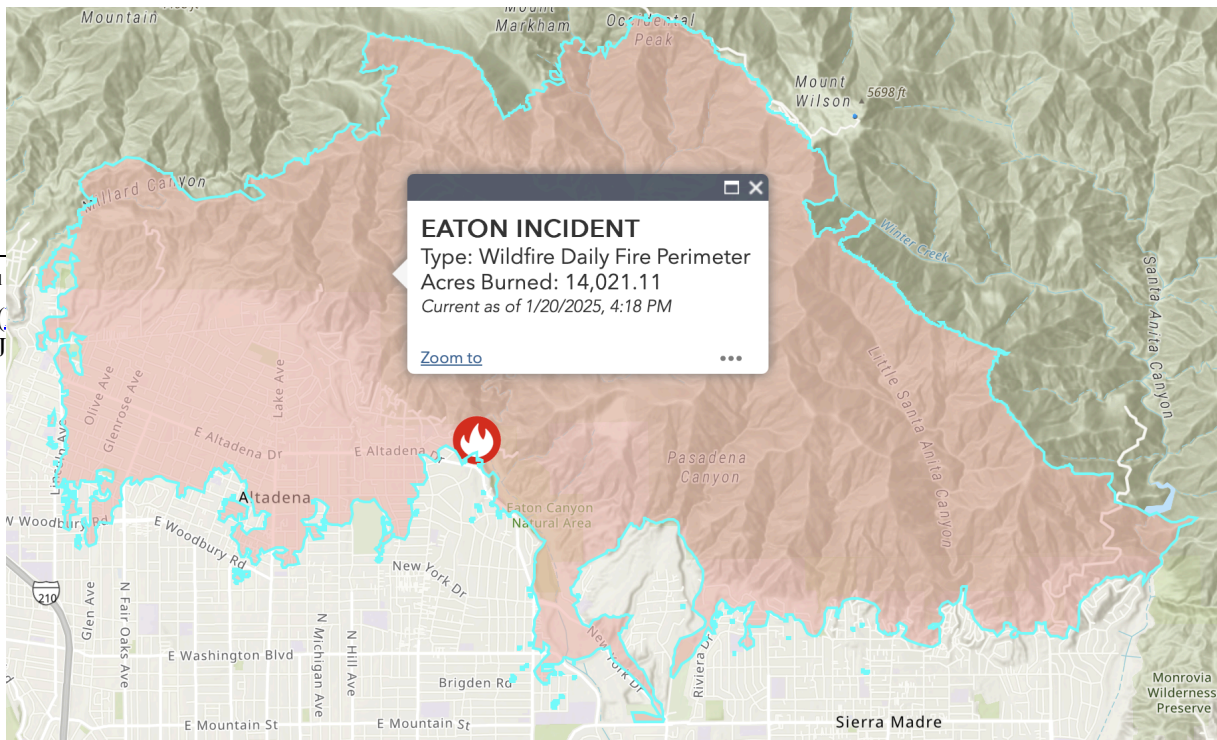 Mountain
Mount
Markham
Occidental
Peak
Mount
Wilson
5698 ft
Millard Canyon
EATON INCIDENT
Type: Wildfire Daily Fire Perimeter
Acres Burned: 14,021.11
Current as of 1/20/2025, 4:18 PM
Zoom to
Winter Creek
Santa Anita Canyon
Little Santa Anita Canyon
Olive Ave
Glenrose Ave
Lake Ave
Lincoln Ave
E Altadena Dr
E Altadena Dr
Pasadena
Canyon
Altadena
Eaton Canyon
Natural Area
W Woodbury Rd
E Woodbury Rd
New York Dr
210
Glen Ave
N Fair Oaks Ave
N Michigan Ave
N Hill Ave
New York Dr
Riviera Dr
E Washington Blvd
Brigden Rd
Monrovia
Wilderness
Preserve
E Mountain St
E Mountain St
Sierra Madre